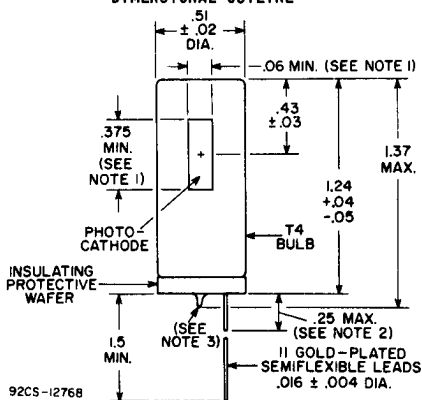 DIMENSIONAL OUTLINE
.51
± .02
DIA.
.06 MIN. (SEE NOTE 1)
.43
±.03
.375
MIN.
(SEE
NOTE 1)
1.37
MAX.
1.24
+.04
-.05
PHOTO-
CATHODE
T4
BULB
INSULATING
PROTECTIVE
WAFER
(SEE
NOTE 3)
.25 MAX.
(SEE NOTE 2)
1.5
MIN.
11 GOLD-PLATED
SEMIFLEXIBLE LEADS
.016 ± .004 DIA.
92CS-12768